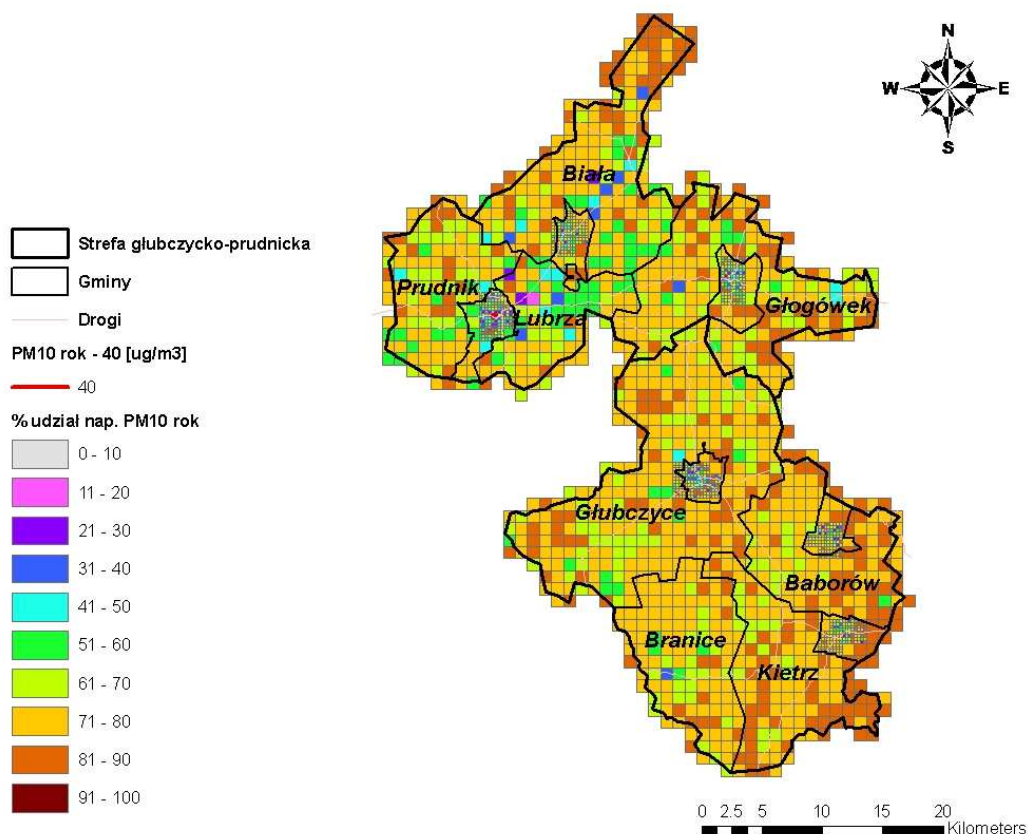 N
W E
S
Biała
Prudnik
Lubrza
Głogówek
Głubczyce
Baborów
Branice
Kietrz
Strefa głubczycko-prudnicka
Gminy
Drogi
PM10 rok - 40 [ug/m3]
40
% udział nap. PM10 rok
0 - 10
11 - 20
21 - 30
31 - 40
41 - 50
51 - 60
61 - 70
71 - 80
81 - 90
91 - 100
0 2.5 5 10 15 20
Kilometers